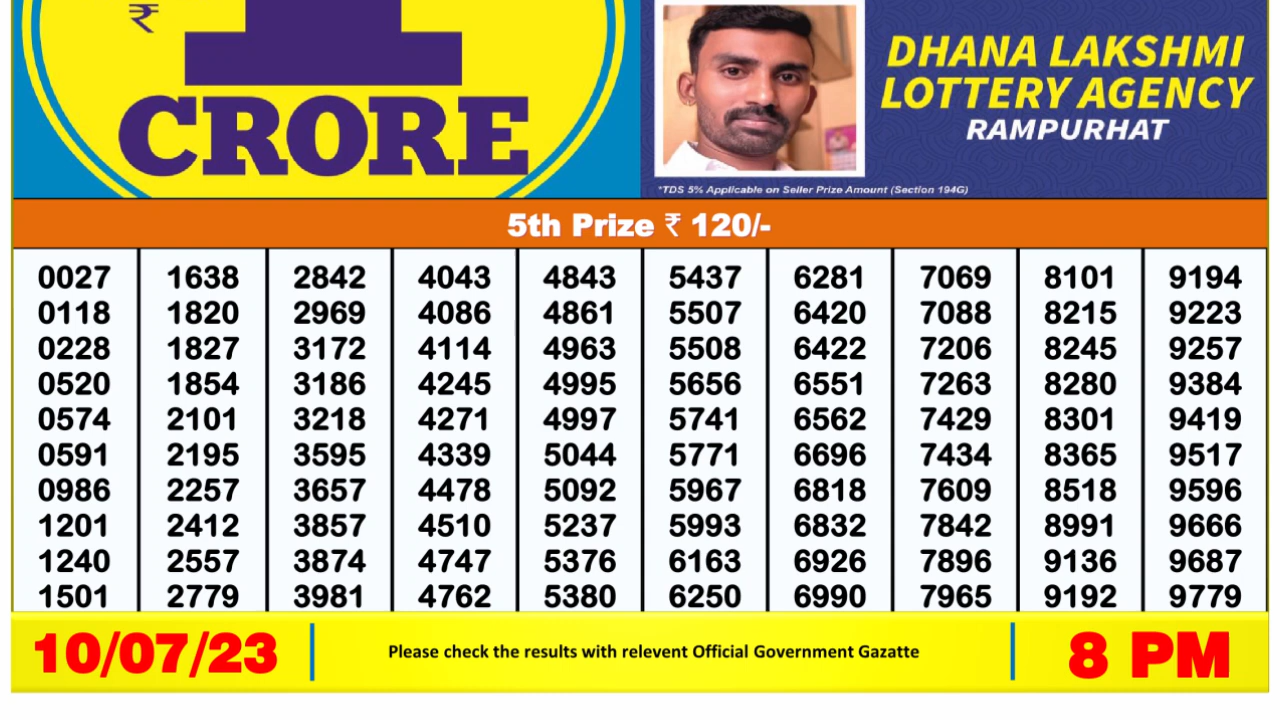 ₹
1
CRORE
DHANA LAKSHMI
LOTTERY AGENCY
RAMPURHAT
*TDS 5% Applicable on Seller Prize Amount (Section 194G)
5th Prize ₹ 120/-
0027 1638 2842 4043 4843 5437 6281 7069 8101 9194
0118 1820 2969 4086 4861 5507 6420 7088 8215 9223
0228 1827 3172 4114 4963 5508 6422 7206 8245 9257
0520 1854 3186 4245 4995 5656 6551 7263 8280 9384
0574 2101 3218 4271 4997 5741 6562 7429 8301 9419
0591 2195 3595 4339 5044 5771 6696 7434 8365 9517
0986 2257 3657 4478 5092 5967 6818 7609 8518 9596
1201 2412 3857 4510 5237 5993 6832 7842 8991 9666
1240 2557 3874 4747 5376 6163 6926 7896 9136 9687
1501 2779 3981 4762 5380 6250 6990 7965 9192 9779
10/07/23 Please check the results with relevent Official Government Gazatte 8 PM